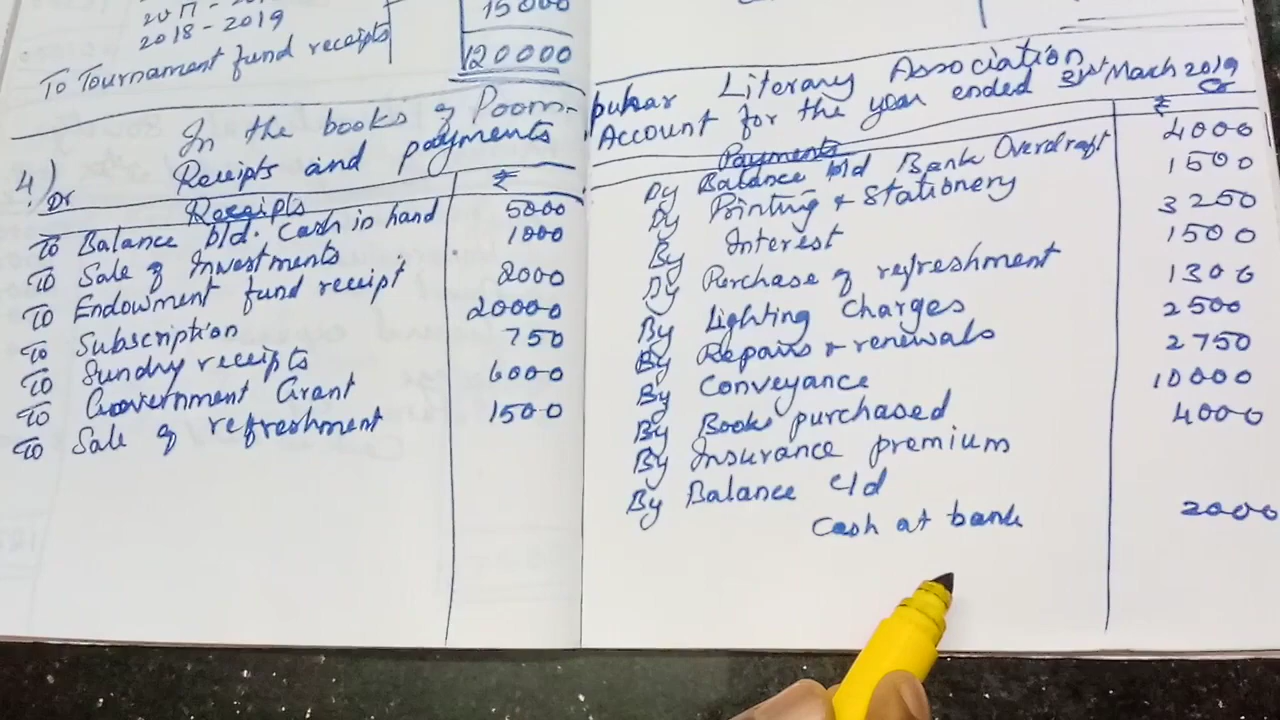 2017 - 20
2018 - 2019
15000
To Tournament fund receipts
120000
In the books of Poompuhar Literary Association
Receipts and payments Account for the year ended 31st March 2019
4)
Dr
Cr
Receipts ₹
To Balance b/d. Cash in hand 5000
To Sale of Investments 1000
To Endowment fund receipt 2000
To Subscription 20000
To Sundry receipts 750
To Government Grant 6000
To Sale of refreshment 1500
Payments ₹
By Balance b/d Bank Overdraft 4000
By Printing & Stationery 1500
By Interest 3250
By Purchase of refreshment 1500
By Lighting Charges 1300
By Repairs & renewals 2500
By Conveyance 2750
By Books purchased 10000
By Insurance premium 4000
By Balance c/d
Cash at bank 2000